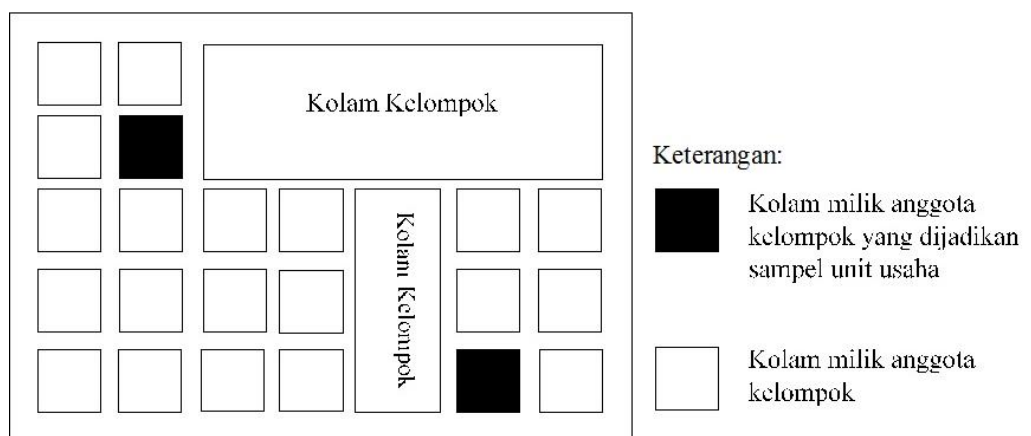 Kolam Kelompok
Kolam Kelompok
Keterangan:
Kolam milik anggota
kelompok yang dijadikan
sampel unit usaha
Kolam milik anggota
kelompok